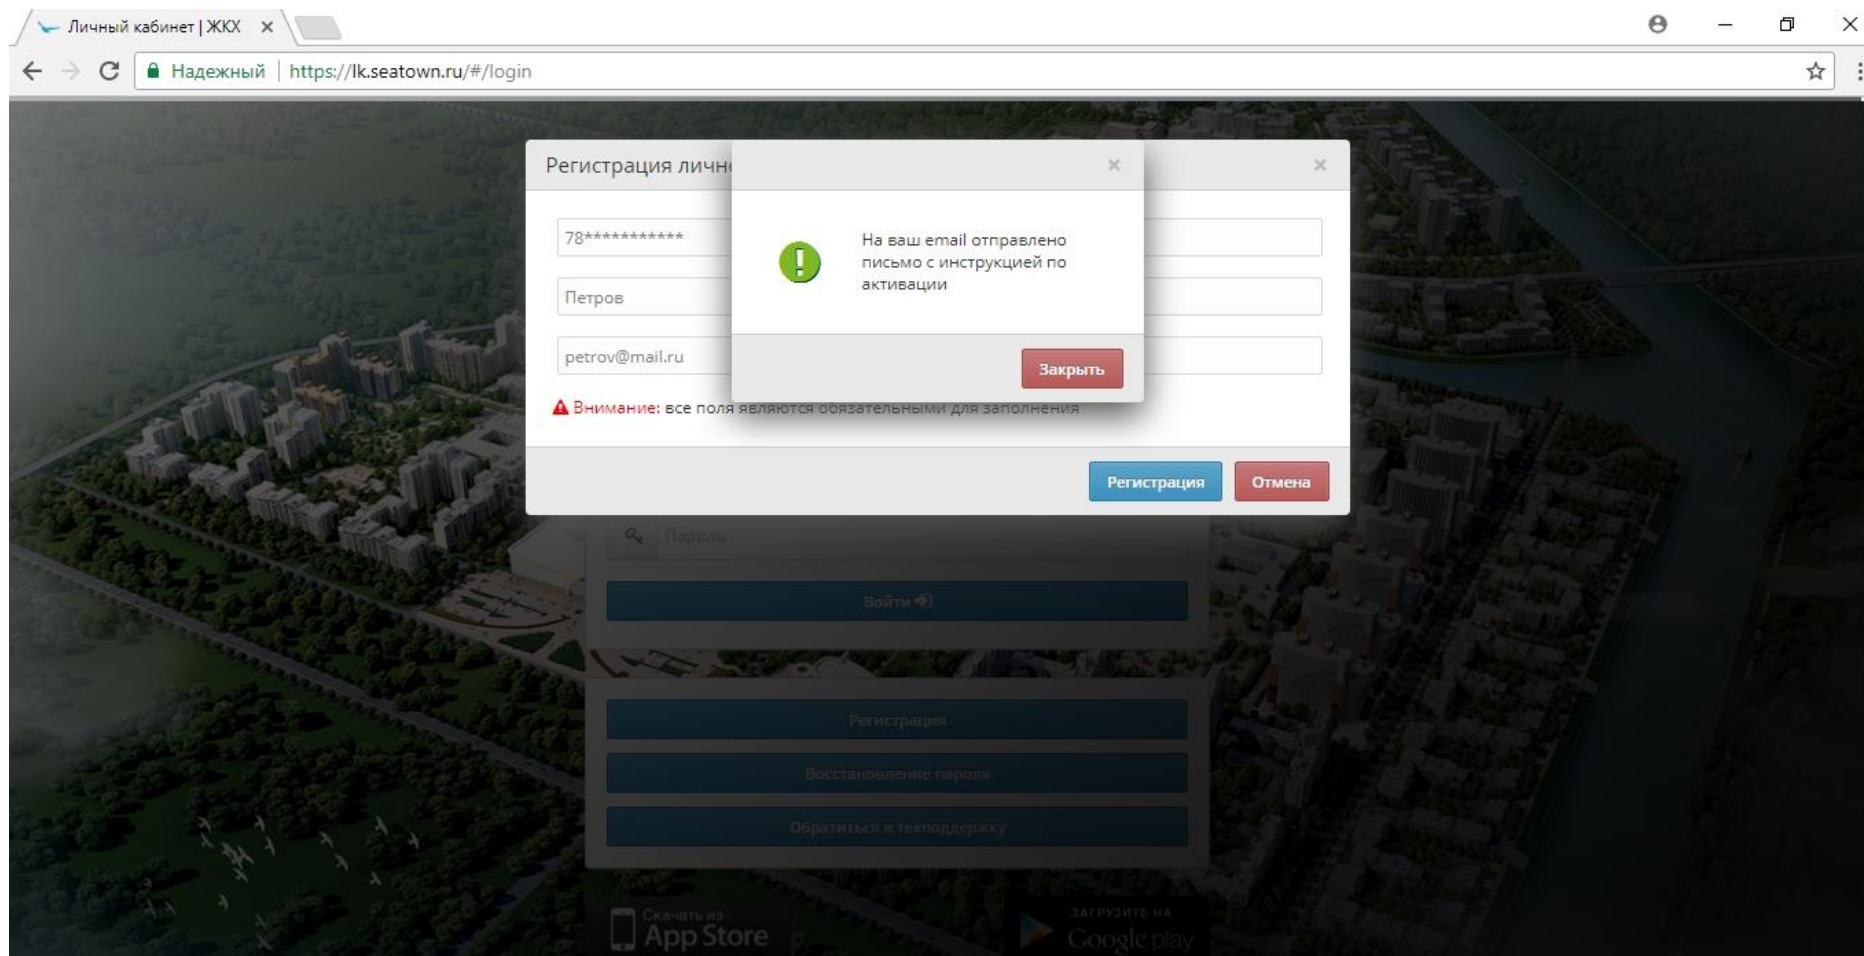 Личный кабинет | ЖКХ
Надежный | https://lk.seatown.ru/#/login
Регистрация личн
78***********
Петров
petrov@mail.ru
На ваш email отправлено
письмо с инструкцией по
активации
Закрыть
Внимание: все поля являются обязательными для заполнения
Регистрация
Отмена
Пароль
Войти
Регистрация
Восстановление пароля
Обратиться в техподдержку
Скачать из
App Store
ЗАГРУЗИТЕ НА
Google play